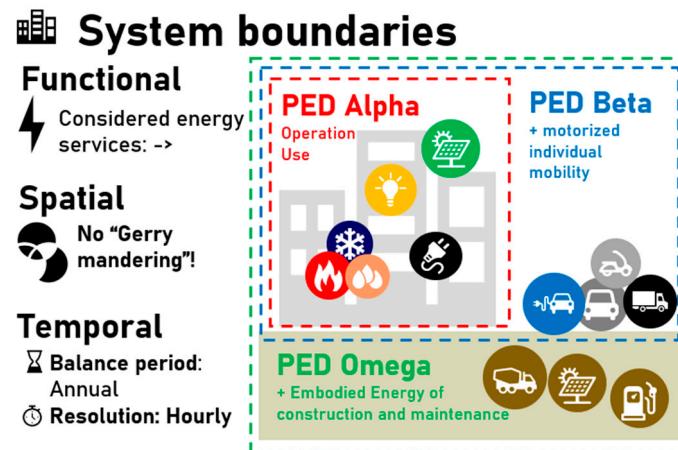 System boundaries
Functional
Considered energy
services: ->
Spatial
No “Gerry
mandering”!
Temporal
Balance period:
Annual
Resolution: Hourly
PED Alpha
Operation
Use
PED Beta
+ motorized
individual
mobility
PED Omega
+ Embodied Energy of
construction and maintenance